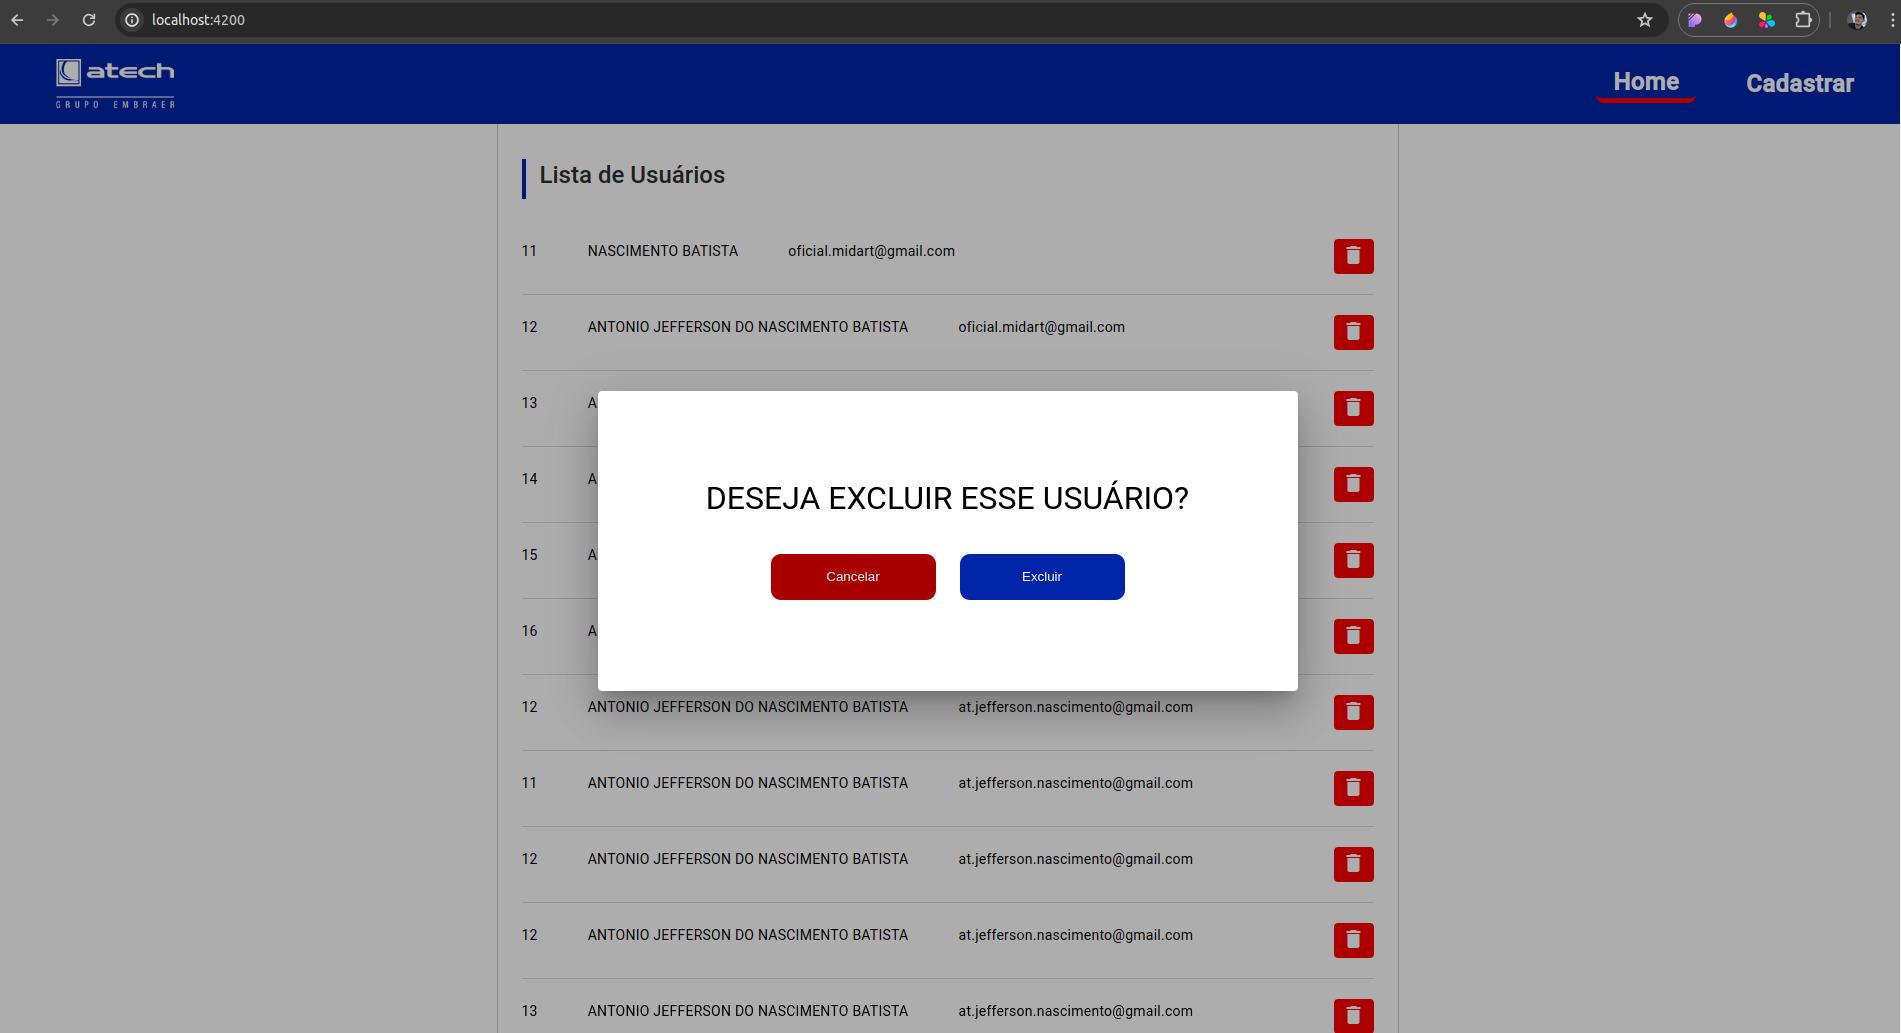 localhost:4200
atech
GRUPO EMBRAER
Home
Cadastrar
Lista de Usuários
11 NASCIMENTO BATISTA oficial.midart@gmail.com
12 ANTONIO JEFFERSON DO NASCIMENTO BATISTA oficial.midart@gmail.com
13 A
14 A
DESEJA EXCLUIR ESSE USUÁRIO?
15 A
Cancelar Excluir
16 A
12 ANTONIO JEFFERSON DO NASCIMENTO BATISTA at.jefferson.nascimento@gmail.com
11 ANTONIO JEFFERSON DO NASCIMENTO BATISTA at.jefferson.nascimento@gmail.com
12 ANTONIO JEFFERSON DO NASCIMENTO BATISTA at.jefferson.nascimento@gmail.com
12 ANTONIO JEFFERSON DO NASCIMENTO BATISTA at.jefferson.nascimento@gmail.com
13 ANTONIO JEFFERSON DO NASCIMENTO BATISTA at.jefferson.nascimento@gmail.com